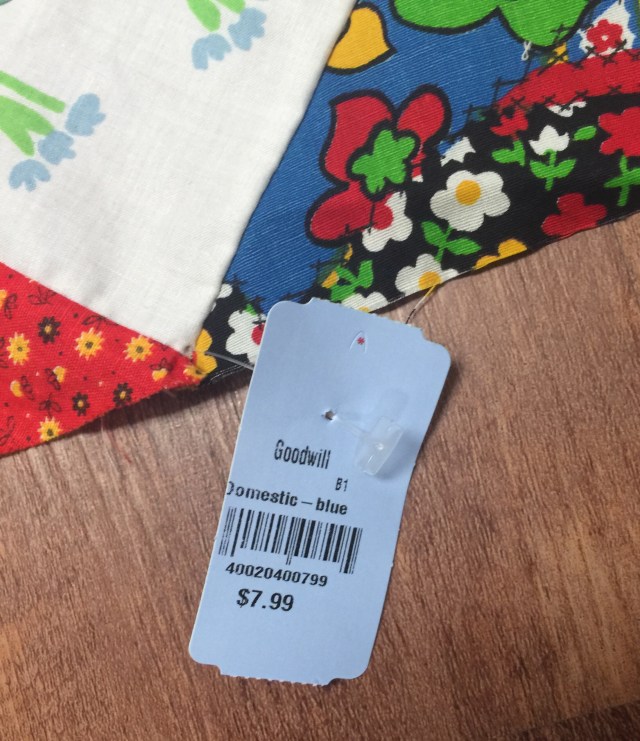 Goodwill
B1
Domestic – blue
40020400799
$7.99